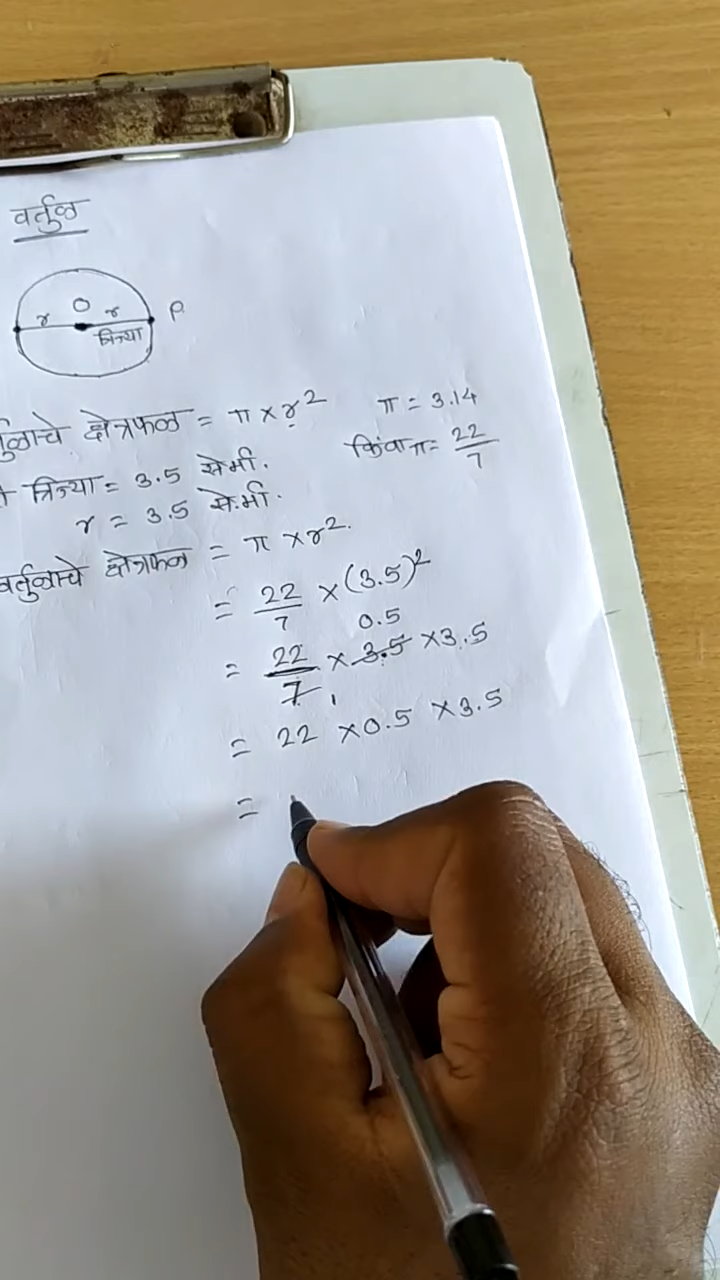 वर्तुळ
O P
r r
त्रिज्या
क्षेत्रफळ = π × r² π = 3.14
किंवा π = 22/7
त्रिज्या = 3.5 से.मी.
r = 3.5 से.मी.
वर्तुळाचे क्षेत्रफळ = π × r².
= 22/7 × (3.5)²
0.5
= 22/7 × 3.5 × 3.5
1
= 22 × 0.5 × 3.5
=